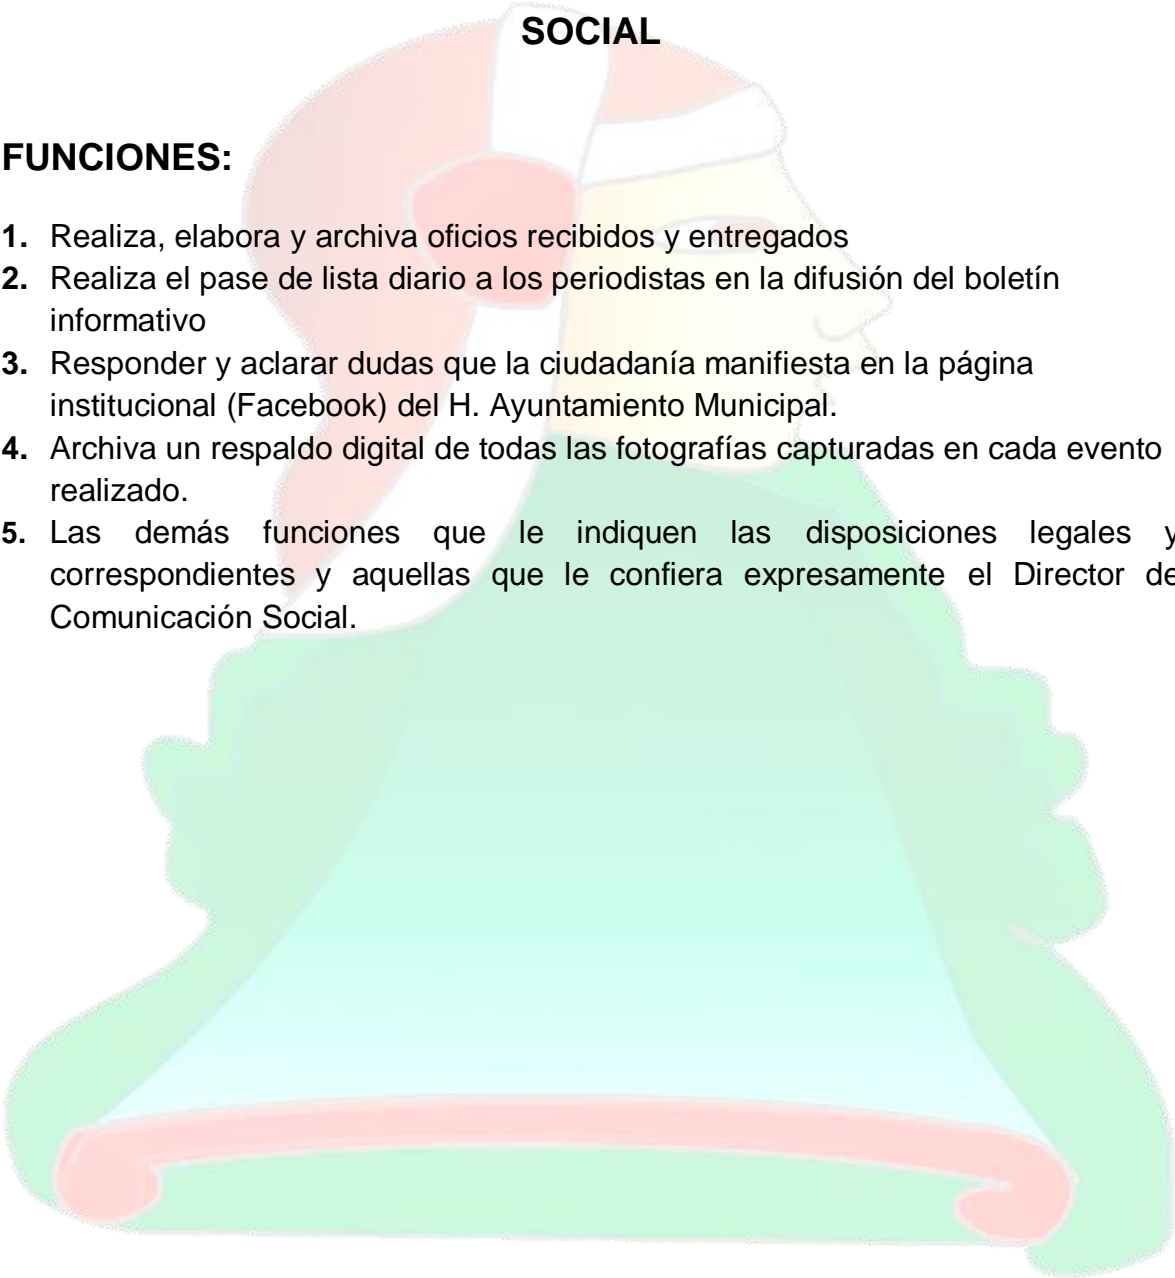 SOCIAL
FUNCIONES:
1. Realiza, elabora y archiva oficios recibidos y entregados
2. Realiza el pase de lista diario a los periodistas en la difusión del boletín
informativo
3. Responder y aclarar dudas que la ciudadanía manifiesta en la página
institucional (Facebook) del H. Ayuntamiento Municipal.
4. Archiva un respaldo digital de todas las fotografías capturadas en cada evento
realizado.
5. Las demás funciones que le indiquen las disposiciones legales y
correspondientes y aquellas que le confiera expresamente el Director de
Comunicación Social.